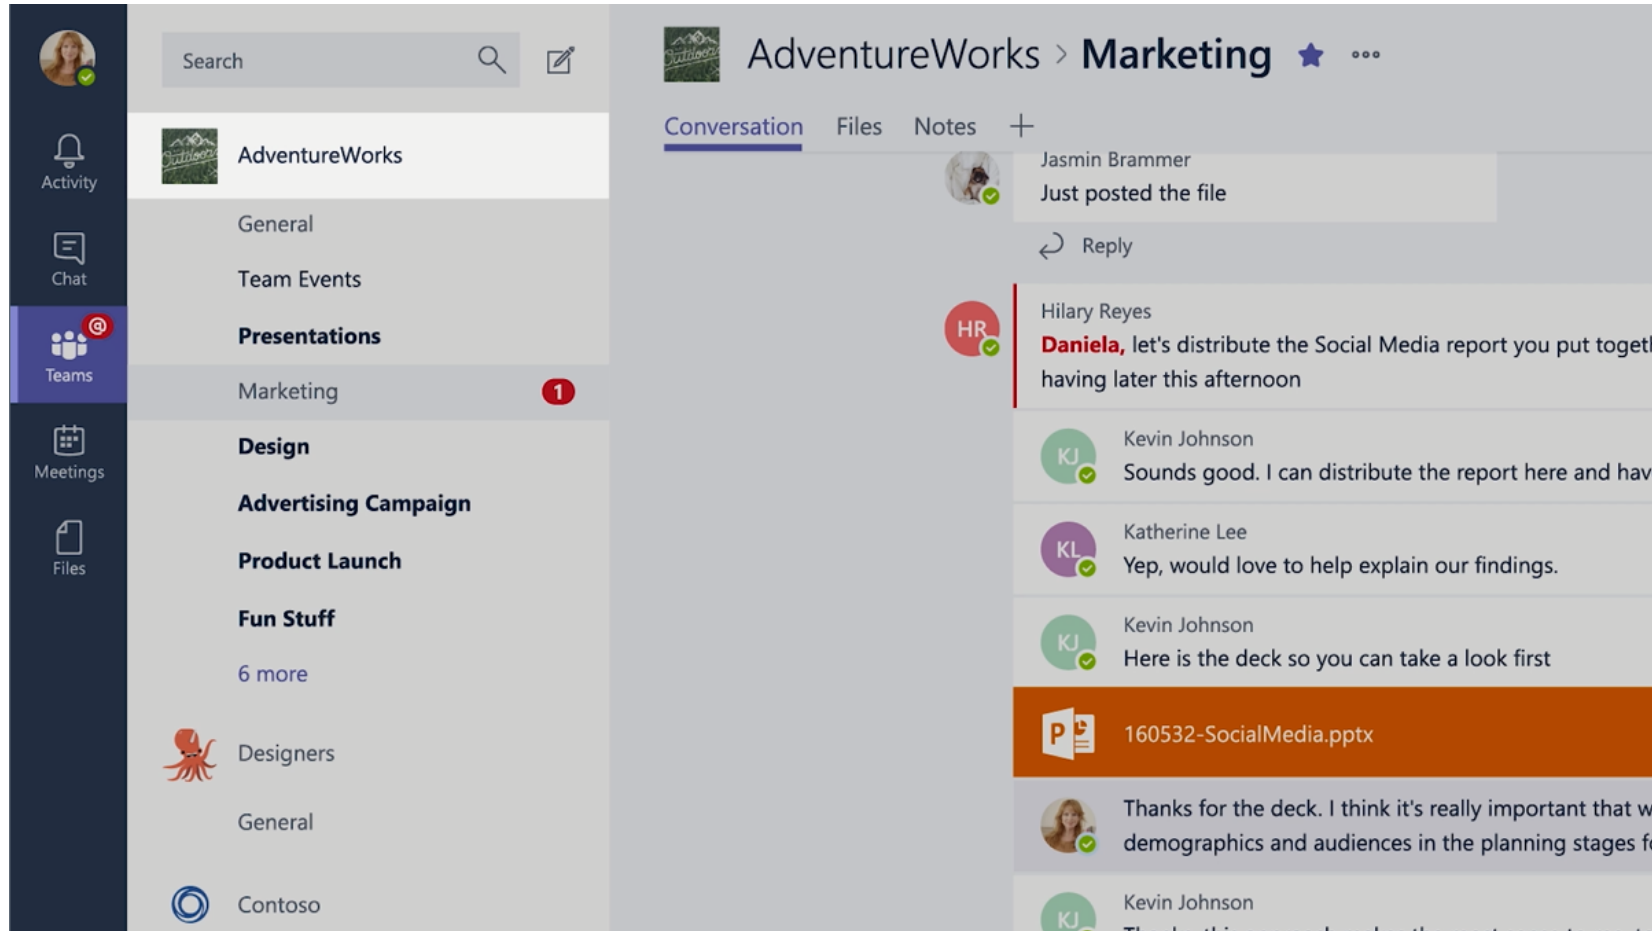 Search
AdventureWorks > Marketing
Activity
Chat
@
Teams
Meetings
Files
Outdoors
AdventureWorks
General
Team Events
Presentations
Marketing 1
Design
Advertising Campaign
Product Launch
Fun Stuff
6 more
Designers
General
Contoso
Outdoors
Conversation Files Notes +
Jasmin Brammer
Just posted the file
Reply
HR
Hilary Reyes
Daniela, let's distribute the Social Media report you put
having later this afternoon
KJ
Kevin Johnson
Sounds good. I can distribute the report here and
KL
Katherine Lee
Yep, would love to help explain our findings.
KJ
Kevin Johnson
Here is the deck so you can take a look first
P
160532-SocialMedia.pptx
Thanks for the deck. I think it's really important that
demographics and audiences in the planning stages
KJ
Kevin Johnson